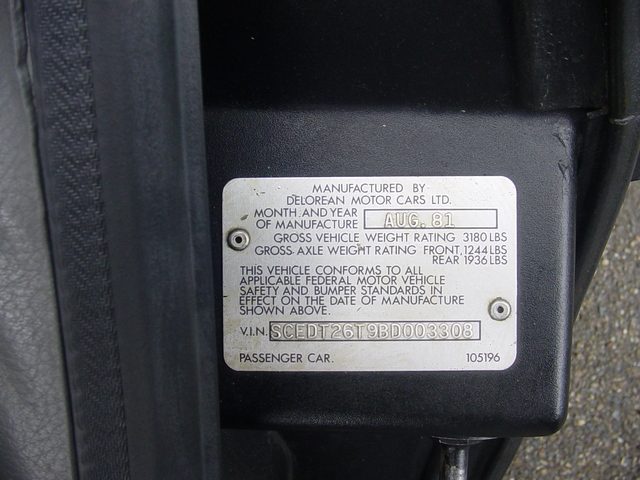 MANUFACTURED BY
DELOREAN MOTOR CARS LTD.
MONTH AND YEAR
OF MANUFACTURE AUG. 81
GROSS VEHICLE WEIGHT RATING 3180 LBS
GROSS AXLE WEIGHT RATING FRONT, 1244 LBS
REAR 1936 LBS
THIS VEHICLE CONFORMS TO ALL
APPLICABLE FEDERAL MOTOR VEHICLE
SAFETY AND BUMPER STANDARDS IN
EFFECT ON THE DATE OF MANUFACTURE
SHOWN ABOVE.
V.I.N. SCEDT26T9BD003308
PASSENGER CAR. 105196